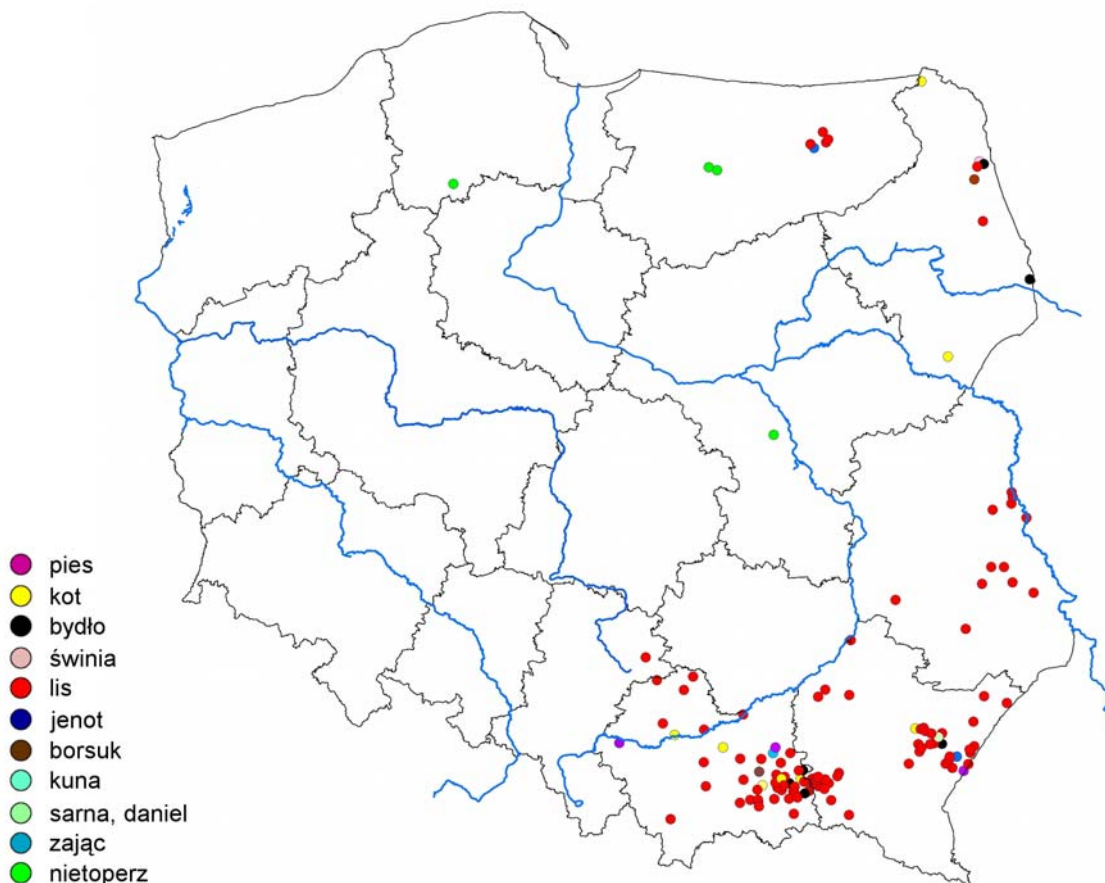 pies
kot
bydło
świnia
lis
jenot
borsuk
kuna
sarna, daniel
zając
nietoperz